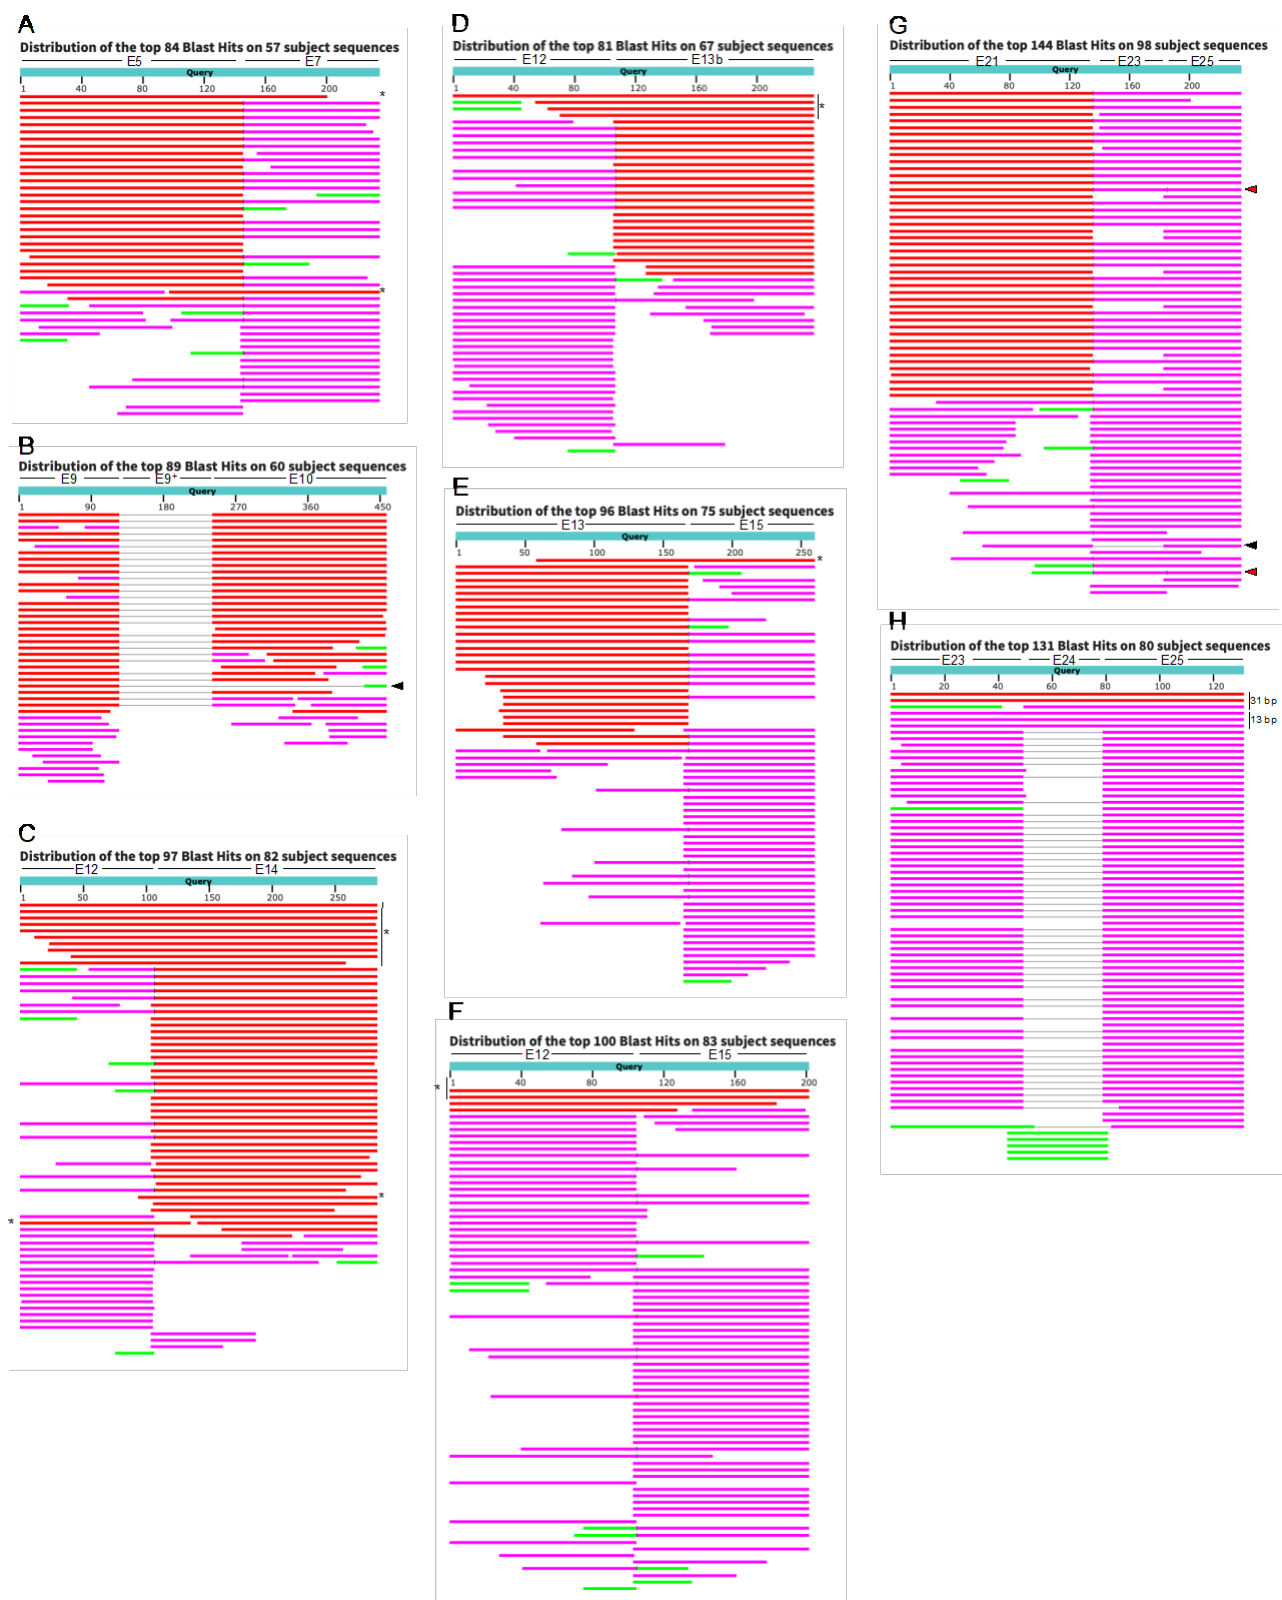 A
Distribution of the top 84 Blast Hits on 57 subject sequences
E5 E7
Query
1 40 80 120 160 200
*
*
B
Distribution of the top 89 Blast Hits on 60 subject sequences
E9 E9+ E10
Query
1 90 180 270 360 450
C
Distribution of the top 97 Blast Hits on 82 subject sequences
E12 E14
Query
1 50 100 150 200 250
*
*
*
D
Distribution of the top 81 Blast Hits on 67 subject sequences
E12 E13b
Query
1 40 80 120 160 200
*
E
Distribution of the top 96 Blast Hits on 75 subject sequences
E13 E15
Query
1 50 100 150 200 250
*
F
Distribution of the top 100 Blast Hits on 83 subject sequences
E12 E15
Query
1 40 80 120 160 200
*
G
Distribution of the top 144 Blast Hits on 98 subject sequences
E21 E23 E25
Query
1 40 80 120 160 200
H
Distribution of the top 131 Blast Hits on 80 subject sequences
E23 E24 E25
Query
1 20 40 60 80 100 120
31 bp
13 bp